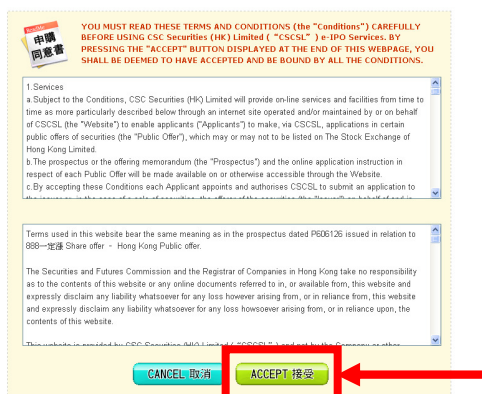 YOU MUST READ THESE TERMS AND CONDITIONS (the "Conditions") CAREFULLY
BEFORE USING CSC Securities (HK) Limited ( "CSCSL" ) e-IPO Services. BY
PRESSING THE "ACCEPT" BUTTON DISPLAYED AT THE END OF THIS WEBPAGE, YOU
SHALL BE DEEMED TO HAVE ACCEPTED AND BE BOUND BY ALL THE CONDITIONS.
申購
同意書
1.Services
a.Subject to the Conditions, CSC Securities (HK) Limited will provide on-line services and facilities from time to
time as more particularly described below through an internet site operated and/or maintained by or on behalf
of CSCSL (the "Website") to enable applicants ("Applicants") to make, via CSCSL, applications in certain
public offers of securities (the "Public Offer"), which may or may not to be listed on The Stock Exchange of
Hong Kong Limited.
b.The prospectus or the offering memorandum (the "Prospectus") and the online application instruction in
respect of each Public Offer will be made available on or otherwise accessible through the Website.
c.By accepting these Conditions each Applicant appoints and authorises CSCSL to submit an application to
Terms used in this website bear the same meaning as in the prospectus dated P606126 issued in relation to
888一定漲 Share offer - Hong Kong Public offer.
The Securities and Futures Commission and the Registrar of Companies in Hong Kong take no responsibility
as to the contents of this website or any online documents referred to in, or available from, this website and
expressly disclaim any liability whatsoever for any loss however arising from, or in reliance from, this website
and expressly disclaim any liability whatsoever for any loss howsoever arising from, or in reliance upon, the
contents of this website.
CANCEL 取消
ACCEPT 接受